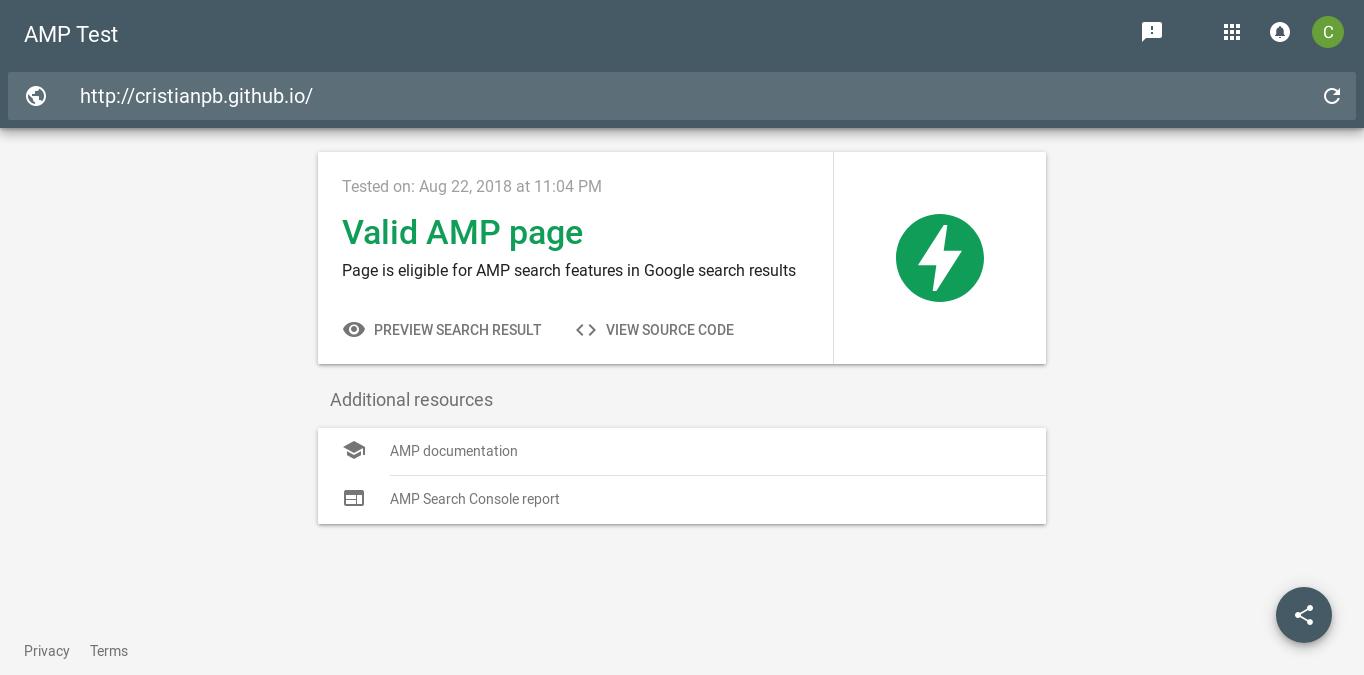 AMP Test
C
http://cristianpb.github.io/
Tested on: Aug 22, 2018 at 11:04 PM
Valid AMP page
Page is eligible for AMP search features in Google search results
PREVIEW SEARCH RESULT
VIEW SOURCE CODE
Additional resources
AMP documentation
AMP Search Console report
Privacy
Terms